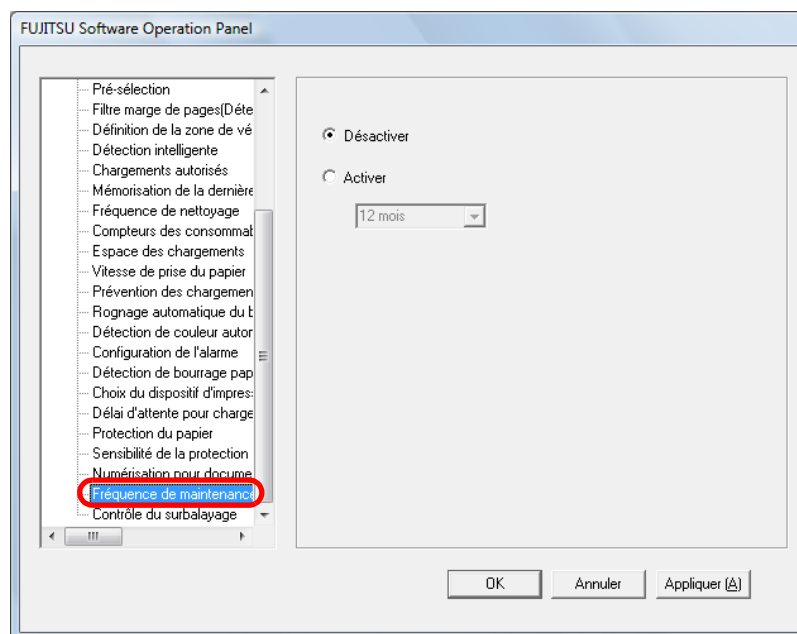 FUJITSU Software Operation Panel
Pré-sélection
Filtre marge de pages(Déte
Définition de la zone de vé
Détection intelligente
Chargements autorisés
Mémorisation de la dernière
Fréquence de nettoyage
Compteurs des consommat
Espace des chargements
Vitesse de prise du papier
Prévention des chargemen
Rognage automatique du b
Détection de couleur autor
Configuration de l'alarme
Détection de bourrage pap
Choix du dispositif d'impres
Délai d'attente pour charge
Protection du papier
Sensibilité de la protection
Numérisation pour docume
Fréquence de maintenance
Contrôle du surbalayage
Désactiver
Activer
12 mois
OK
Annuler
Appliquer (A)